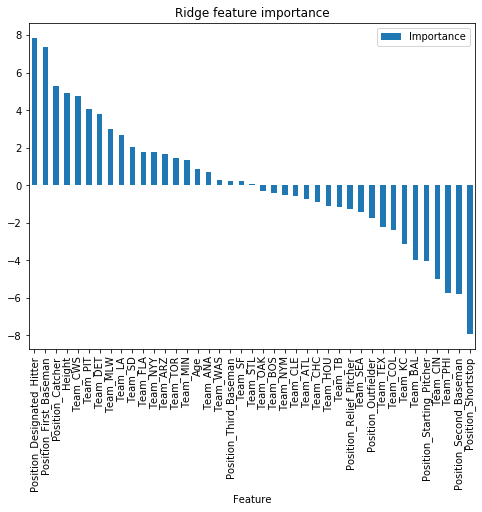 Ridge feature importance
Importance
8
6
4
2
0
−2
−4
−6
−8
Position_Designated_Hitter
Position_First_Baseman
Position_Catcher
Height
Team_CWS
Team_PIT
Team_DET
Team_MLW
Team_LA
Team_SD
Team_FLA
Team_NYY
Team_ARZ
Team_TOR
Team_MIN
Age
Team_ANA
Team_WAS
Position_Third_Baseman
Team_SF
Team_STL
Team_OAK
Team_BOS
Team_NYM
Team_CLE
Team_ATL
Team_CHC
Team_HOU
Team_TB
Position_Relief_Pitcher
Team_SEA
Position_Outfielder
Team_TEX
Team_COL
Team_KC
Team_BAL
Position_Starting_Pitcher
Team_CIN
Team_PHI
Position_Second_Baseman
Position_Shortstop
Feature